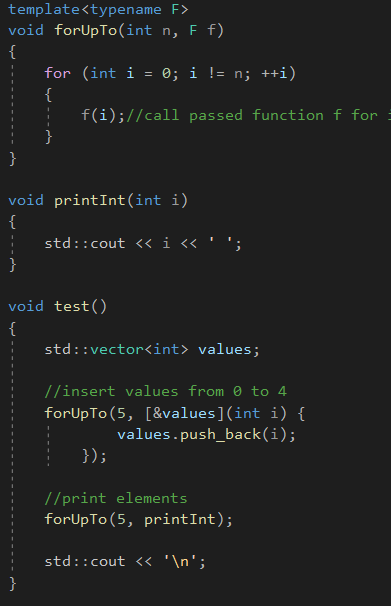 template<typename F>
void forUpTo(int n, F f)
{
    for (int i = 0; i != n; ++i)
    {
        f(i);//call passed function f for
    }
}

void printInt(int i)
{
    std::cout << i << ' ';
}

void test()
{
    std::vector<int> values;

    //insert values from 0 to 4
    forUpTo(5, [&values](int i) {
            values.push_back(i);
        });

    //print elements
    forUpTo(5, printInt);

    std::cout << '\n';
}